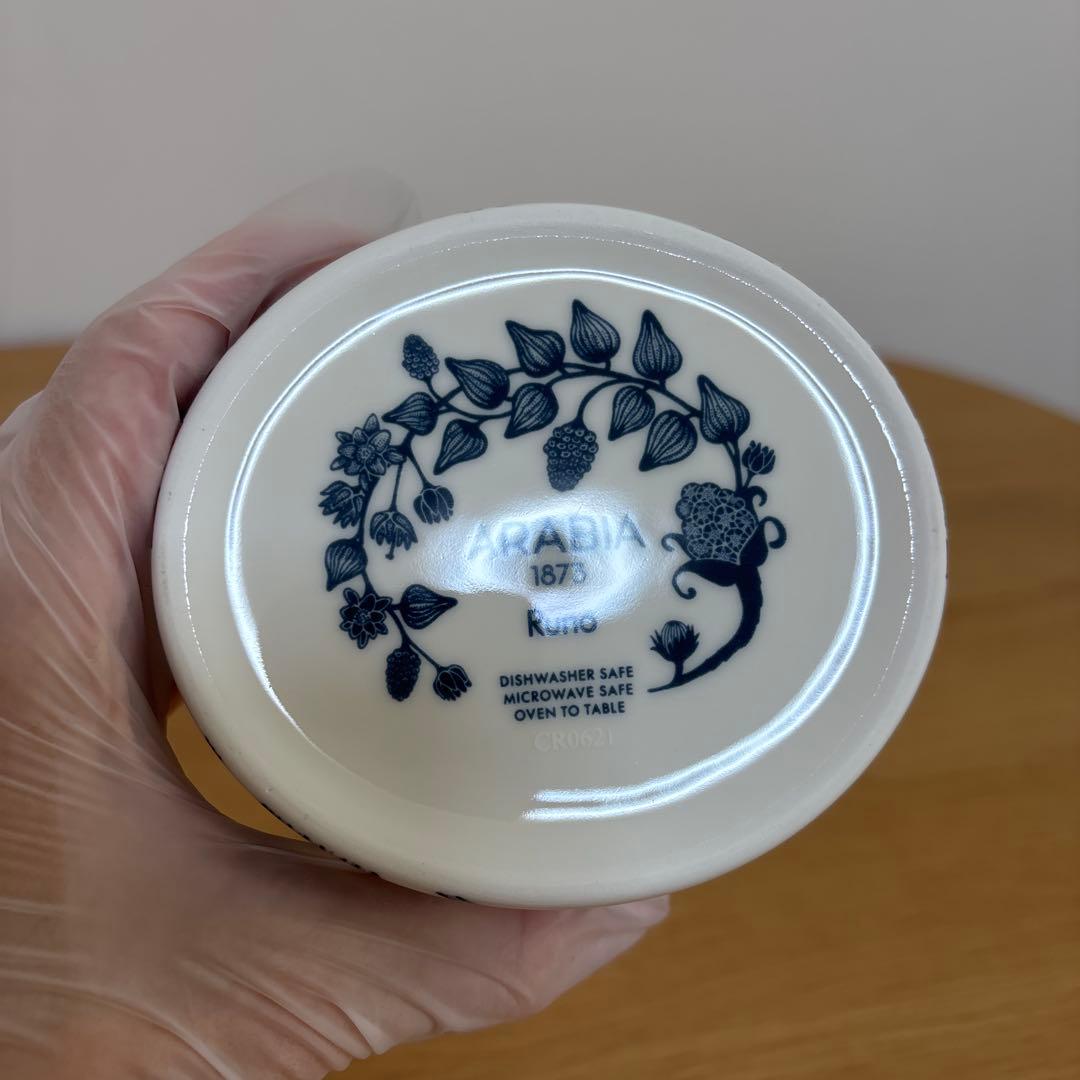 ARABIA
1873
Runo
DISHWASHER SAFE
MICROWAVE SAFE
OVEN TO TABLE
CR0621